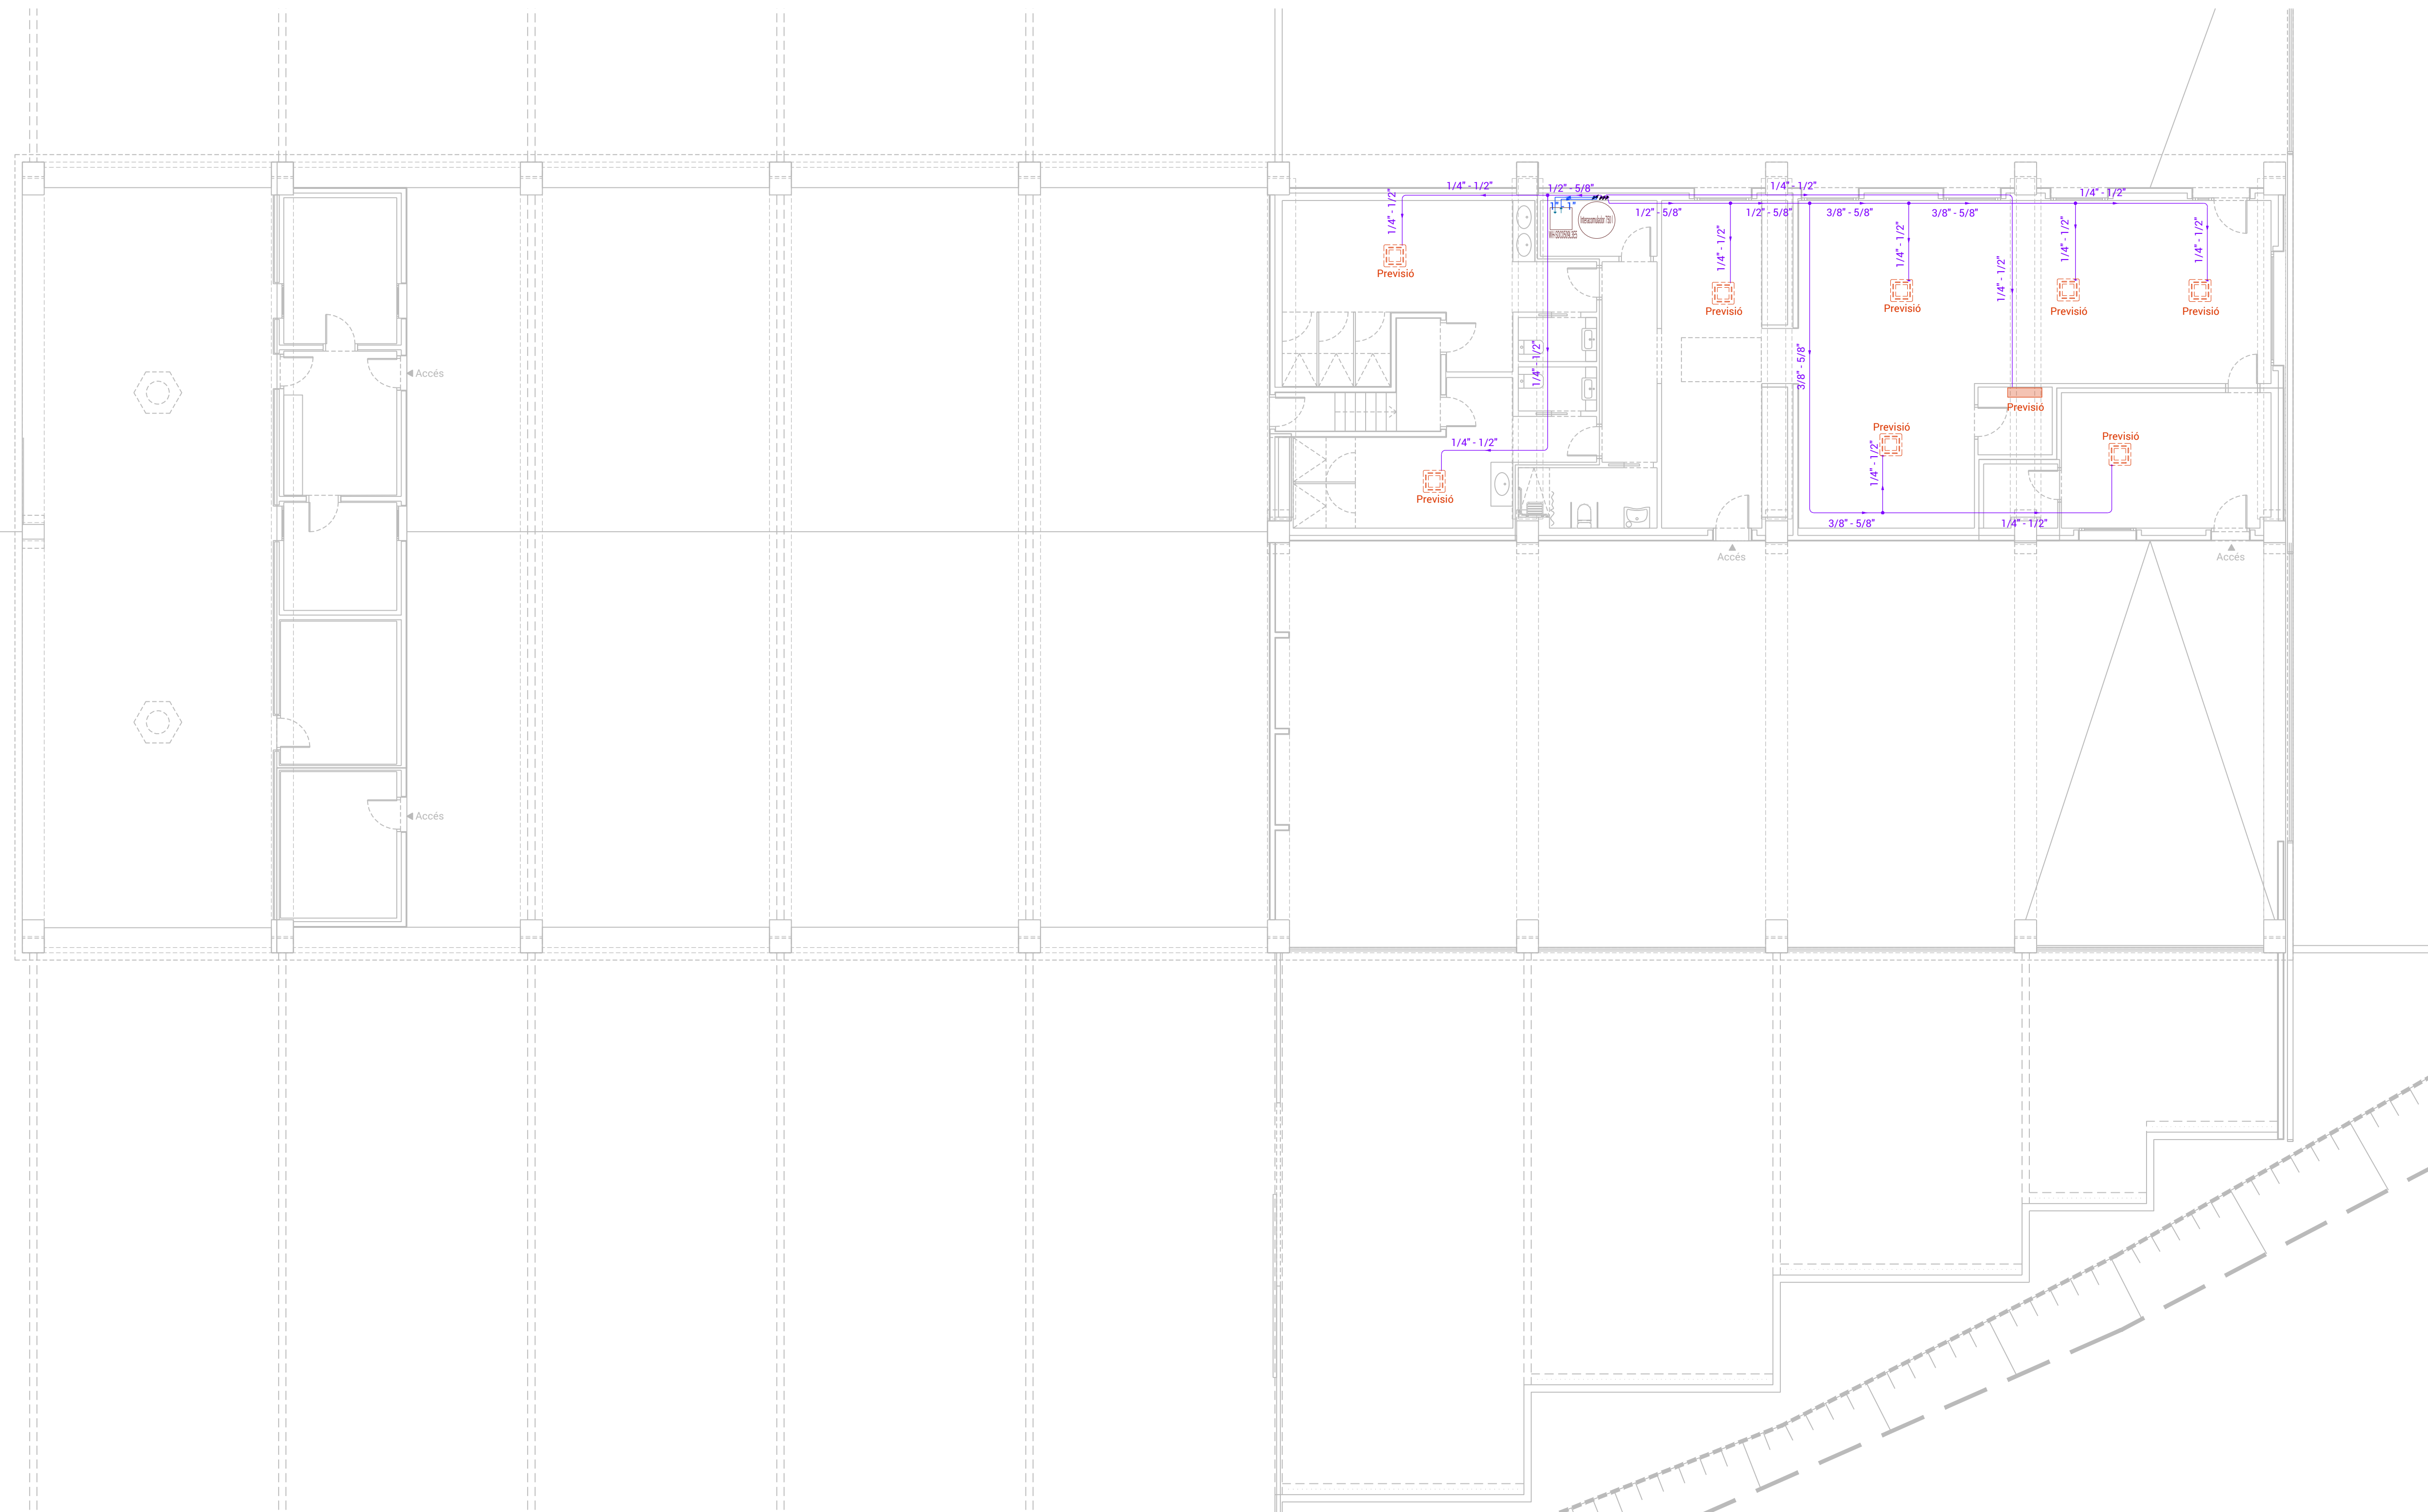 1/4" - 1/2"
1/2" - 5/8"
1/4" - 1/2"
1/4" - 1/2"
1/4" - 1/2"
1" - 1"
Interacumulador 750 l
1/2" - 5/8"
1/2" - 5/8"
3/8" - 5/8"
3/8" - 5/8"
1/4" - 1/2"
1/4" - 1/2"
1/4" - 1/2"
1/4" - 1/2"
1/4" - 1/2"
Previsió
Previsió
Previsió
Previsió
Previsió
1/4" - 1/2"
3/8" - 5/8"
Accés
Previsió
Previsió
Previsió
1/4" - 1/2"
1/4" - 1/2"
Previsió
3/8" - 5/8"
1/4" - 1/2"
Accés
Accés
Accés